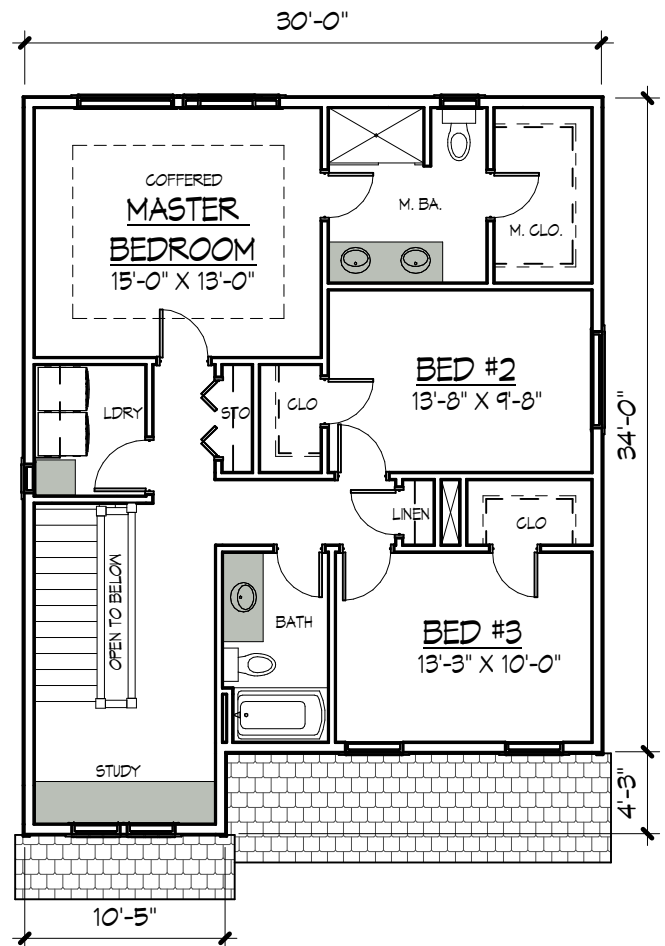 30'-0"
COFFERED
MASTER
BEDROOM
15'-0" X 13'-0"
M. BA.
M. CLO.
BED #2
13'-8" X 9'-8"
34'-0"
LDRY
STO
CLO
LINEN
CLO
OPEN TO BELOW
BATH
BED #3
13'-3" X 10'-0"
STUDY
4'-3"
10'-5"